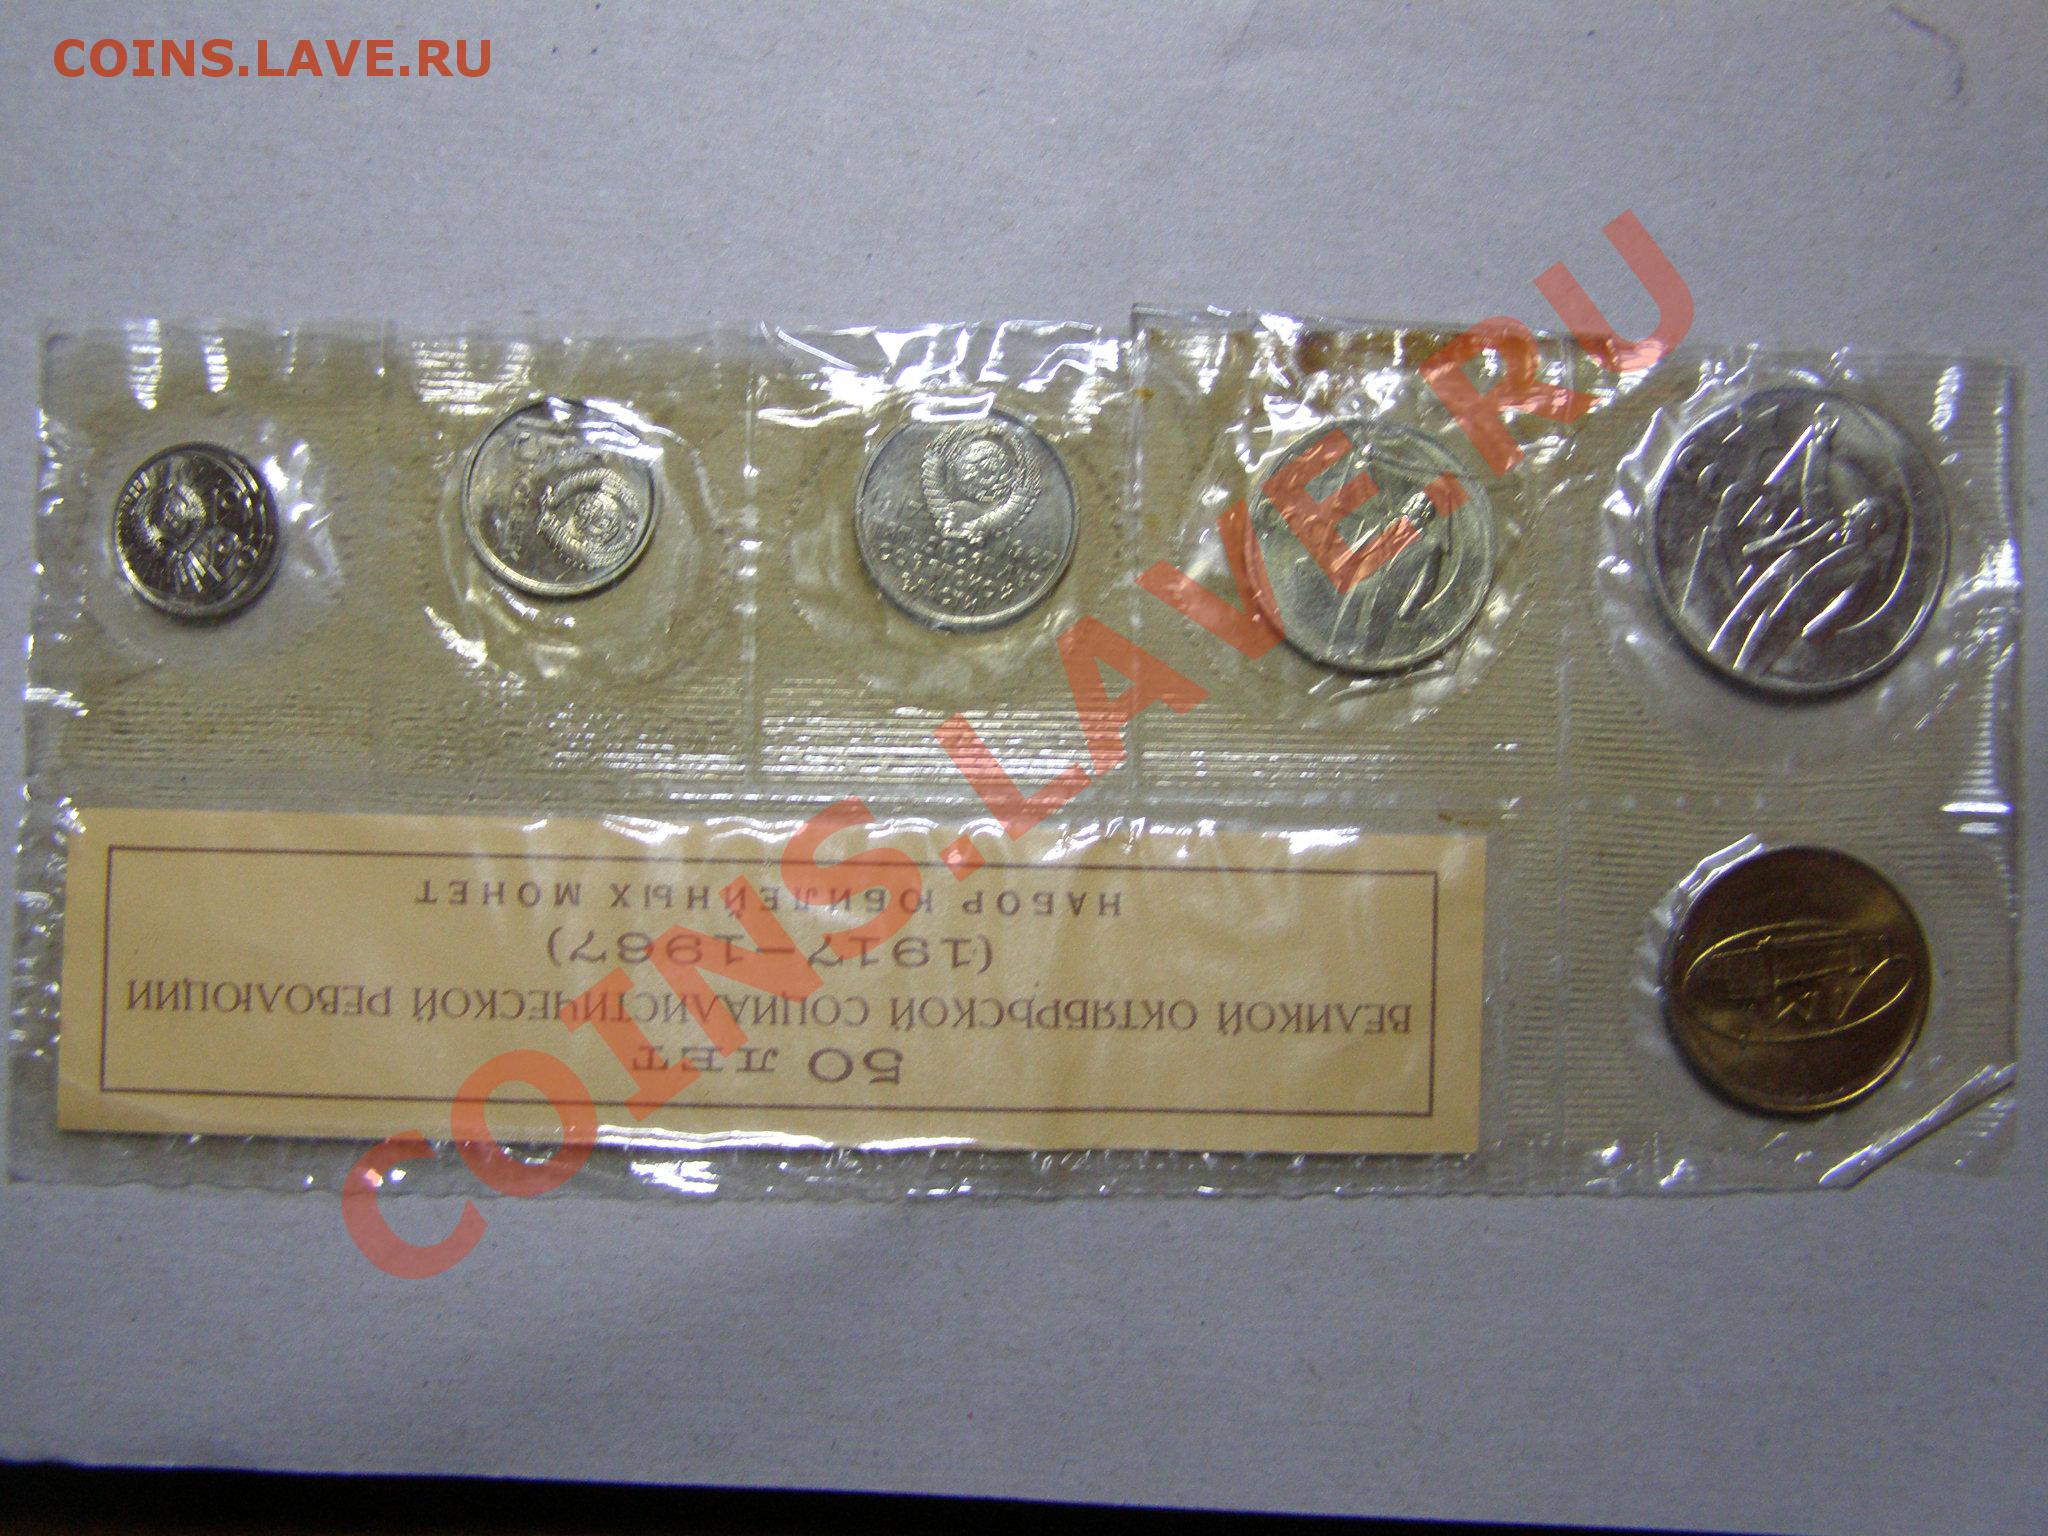 COINS.LAVE.RU
COINS.LAVE.RU
50 ЛЕТ
ВЕЛИКОЙ ОКТЯБРЬСКОЙ СОЦИАЛИСТИЧЕСКОЙ РЕВОЛЮЦИИ
(1917—1967)
НАБОР ЮБИЛЕЙНЫХ МОНЕТ